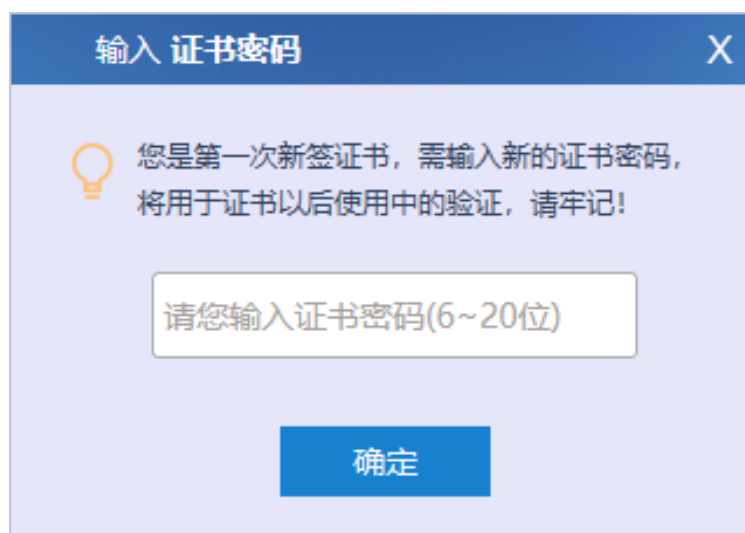 输入 证书密码 X
您是第一次新签证书，需输入新的证书密码，
将用于证书以后使用中的验证，请牢记！
请您输入证书密码(6~20位)
确定